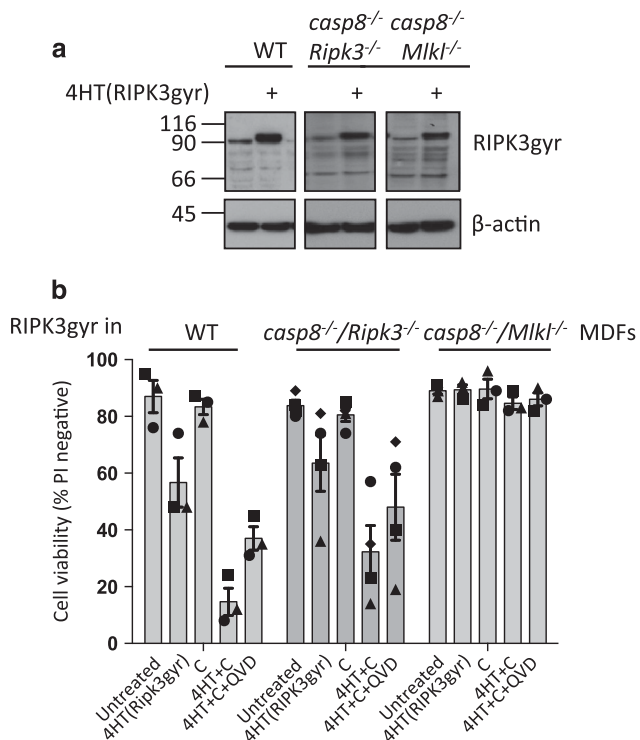 a
WT
casp8-/- Ripk3-/-
casp8-/- Mlkl-/-
4HT(RIPK3gyr) + + +
116
90
66
45
RIPK3gyr
β-actin
b
RIPK3gyr in WT casp8-/-/Ripk3-/- casp8-/-/Mlkl-/- MDFs
Cell viability (% PI negative)
100
80
60
40
20
0
Untreated
4HT(Ripk3gyr)
C
4HT+C
4HT+C+QVD
Untreated
4HT(RIPK3gyr)
C
4HT+C
4HT+C+QVD
Untreated
4HT(RIPK3gyr)
C
4HT+C
4HT+C+QVD